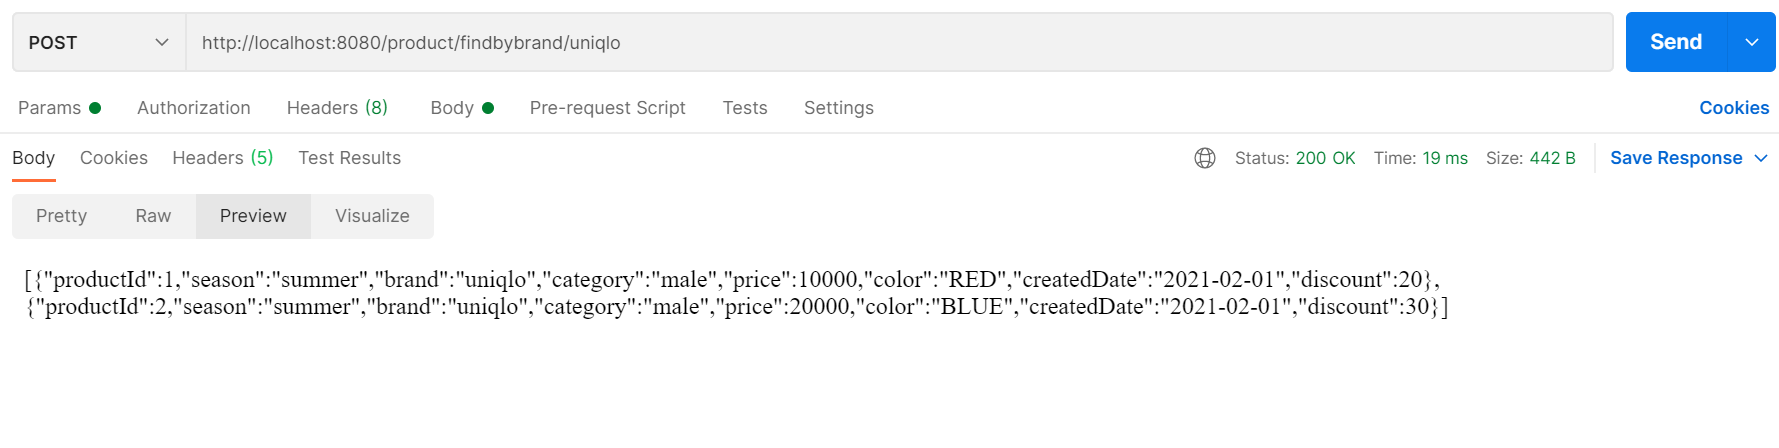 POST http://localhost:8080/product/findbybrand/uniqlo Send
Params Authorization Headers (8) Body Pre-request Script Tests Settings Cookies
Body Cookies Headers (5) Test Results Status: 200 OK Time: 19 ms Size: 442 B Save Response
Pretty Raw Preview Visualize
[{"productId":1,"season":"summer","brand":"uniqlo","category":"male","price":10000,"color":"RED","createdDate":"2021-02-01","discount":20},
{"productId":2,"season":"summer","brand":"uniqlo","category":"male","price":20000,"color":"BLUE","createdDate":"2021-02-01","discount":30}]